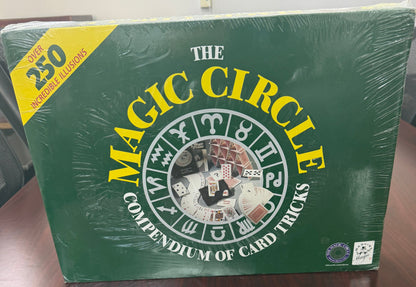 OVER
250
INCREDIBLE ILLUSIONS
THE
MAGIC CIRCLE
COMPENDIUM OF CARD TRICKS